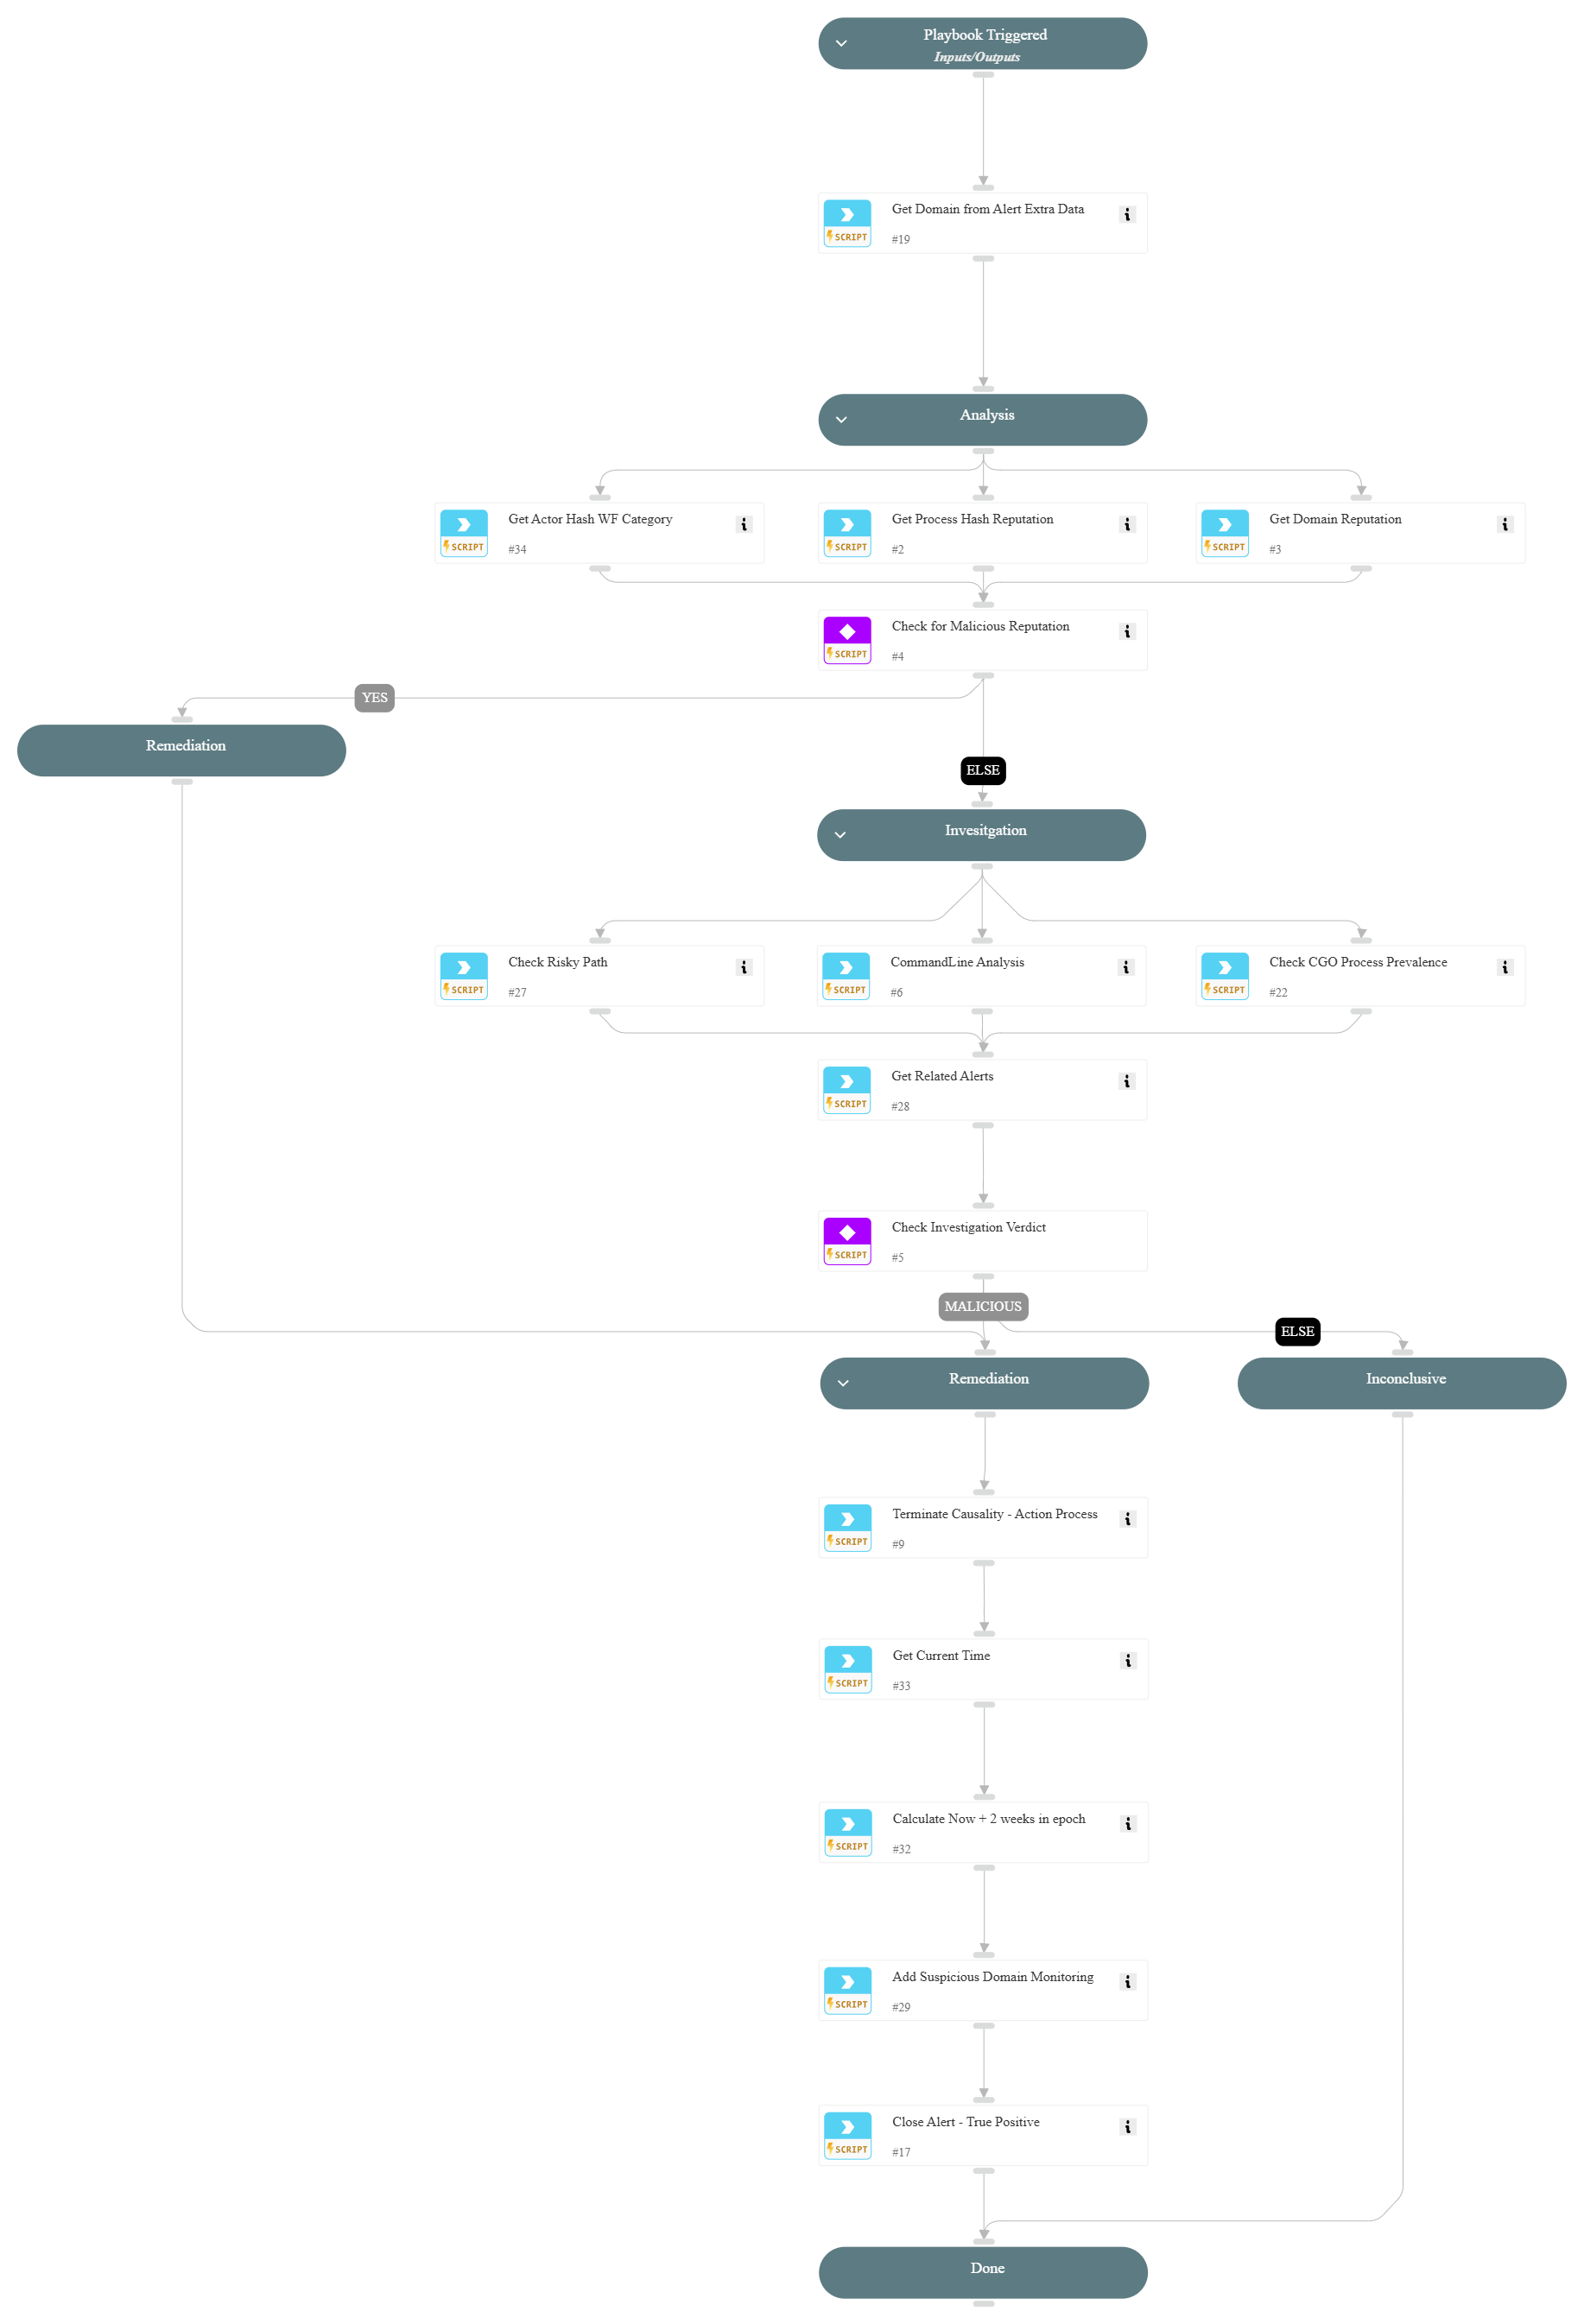 Playbook Triggered
Inputs/Outputs
Get Domain from Alert Extra Data
SCRIPT
#19
Analysis
Get Actor Hash WF Category
SCRIPT
#34
Get Process Hash Reputation
SCRIPT
#2
Get Domain Reputation
SCRIPT
#3
Check for Malicious Reputation
SCRIPT
#4
YES
Remediation
ELSE
Invesitgation
Check Risky Path
SCRIPT
#27
CommandLine Analysis
SCRIPT
#6
Check CGO Process Prevalence
SCRIPT
#22
Get Related Alerts
SCRIPT
#28
Check Investigation Verdict
SCRIPT
#5
MALICIOUS
ELSE
Remediation
Inconclusive
Terminate Causality - Action Process
SCRIPT
#9
Get Current Time
SCRIPT
#33
Calculate Now + 2 weeks in epoch
SCRIPT
#32
Add Suspicious Domain Monitoring
SCRIPT
#29
Close Alert - True Positive
SCRIPT
#17
Done